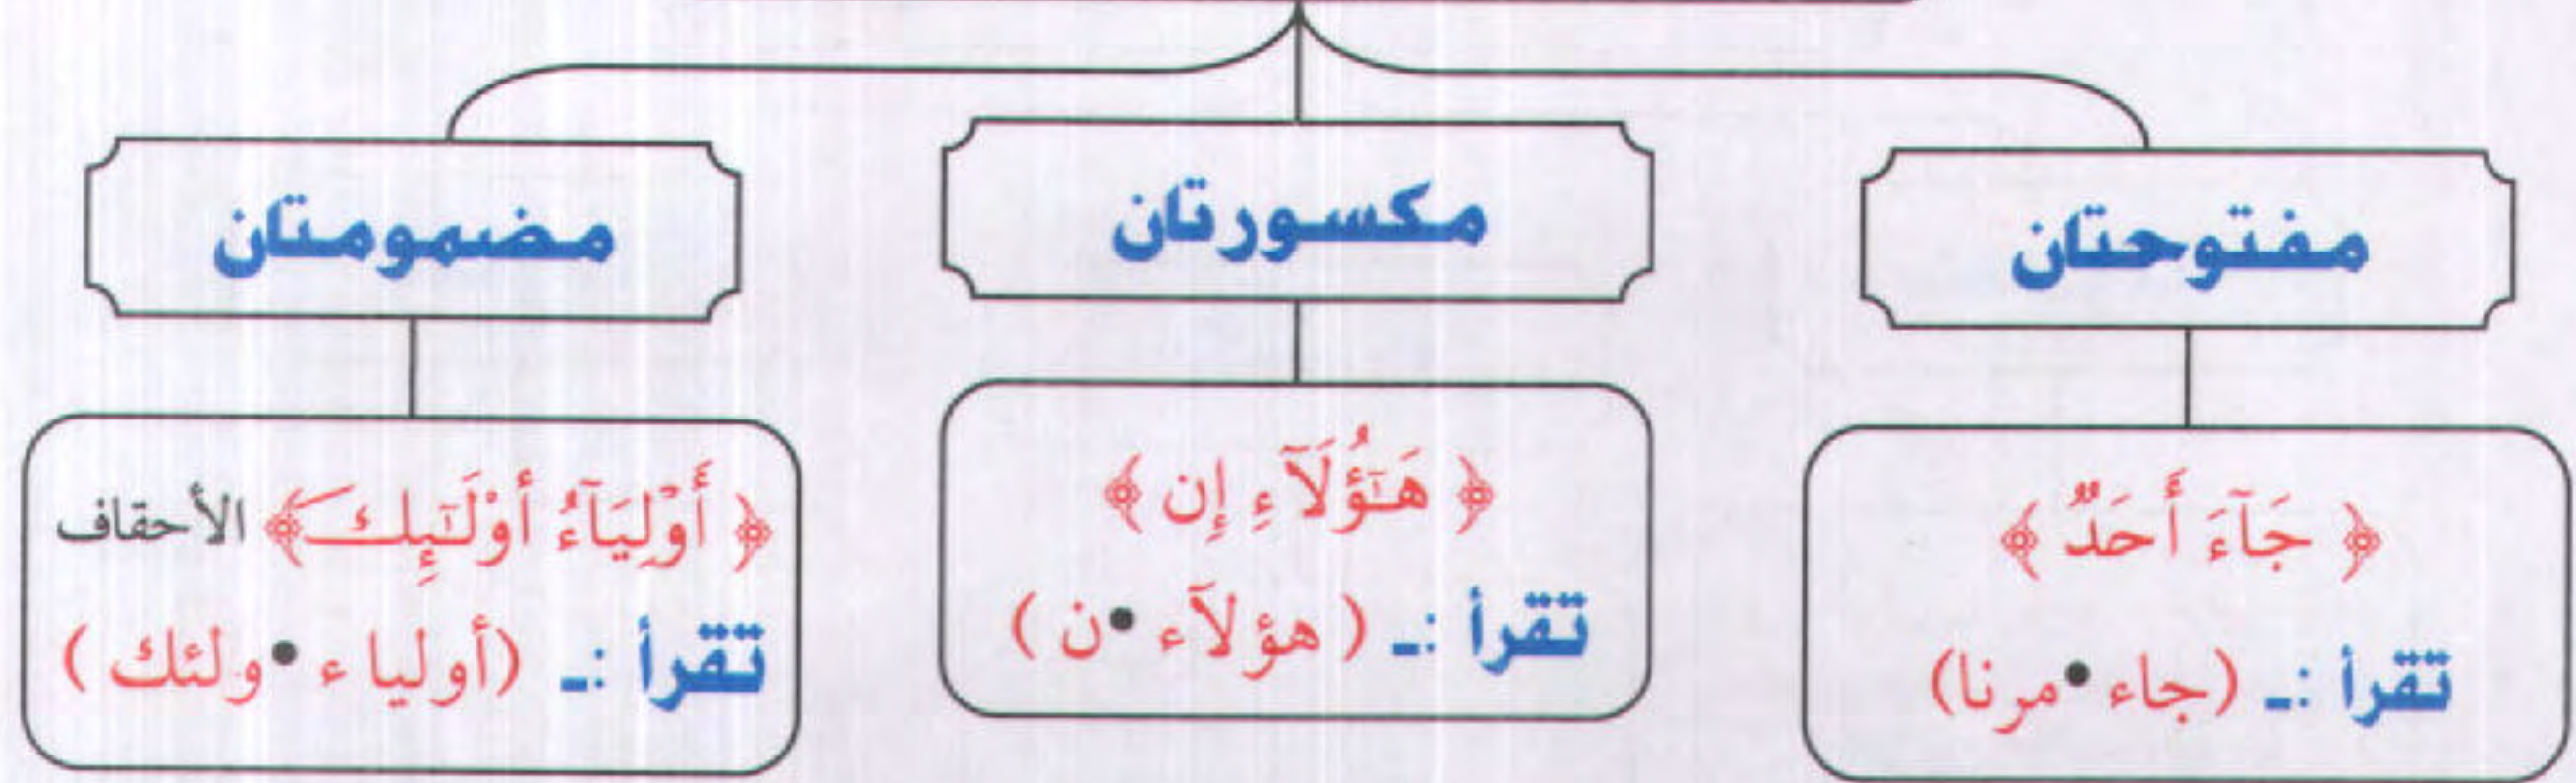 مفتوحتان
مكسورتان
مضمومتان
﴿ جَآءَ أَحَدٌ ﴾
تقرأ :ـ (جاء •مرنا)
﴿ هَٰٓؤُلَآءِ إِن ﴾
تقرأ :ـ ( هؤلآء •ن )
﴿ أَوْلِيَآءُ أُوْلَٰٓئِكَ﴾ الأحقاف
تقرأ :ـ (أوليا ء •ولئك )